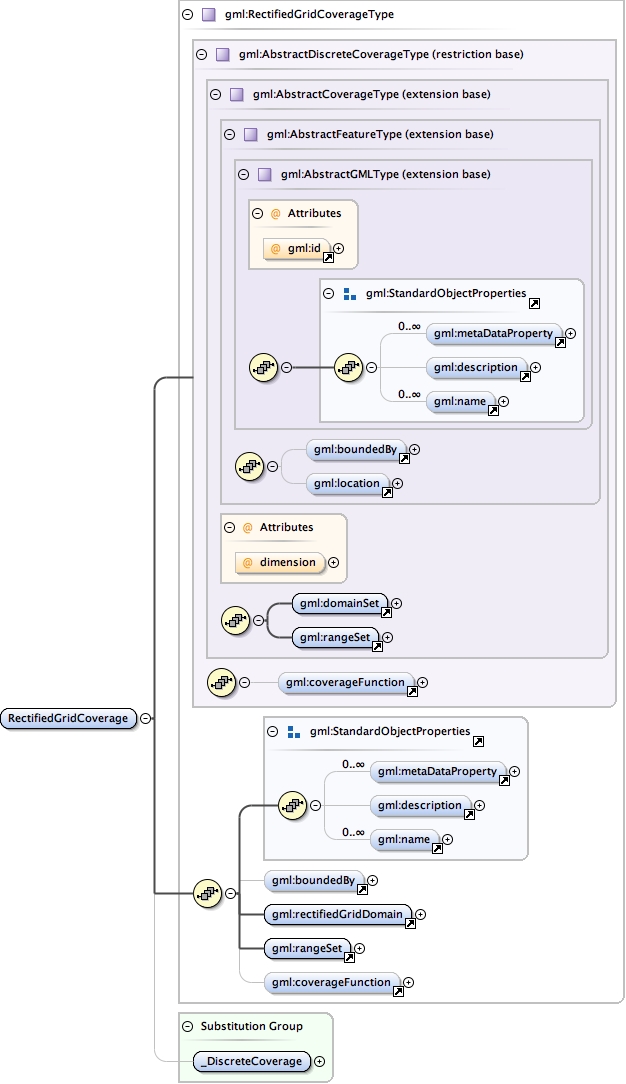 gml:RectifiedGridCoverageType
gml:AbstractDiscreteCoverageType (restriction base)
gml:AbstractCoverageType (extension base)
gml:AbstractFeatureType (extension base)
gml:AbstractGMLType (extension base)
@ Attributes
@ gml:id
gml:StandardObjectProperties
0..∞
gml:metaDataProperty
gml:description
0..∞
gml:name
gml:boundedBy
gml:location
@ Attributes
@ dimension
gml:domainSet
gml:rangeSet
gml:coverageFunction
RectifiedGridCoverage
gml:StandardObjectProperties
0..∞
gml:metaDataProperty
gml:description
0..∞
gml:name
gml:boundedBy
gml:rectifiedGridDomain
gml:rangeSet
gml:coverageFunction
Substitution Group
_DiscreteCoverage